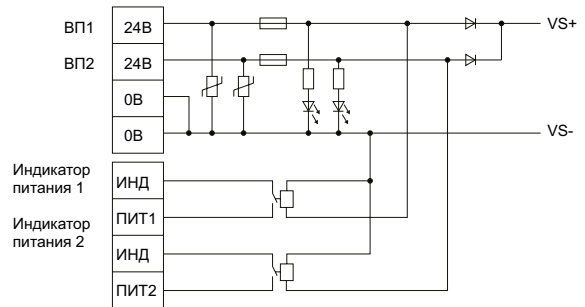 ВП1 24В VS+
ВП2 24В
0В
0В VS-
Индикатор
питания 1
ИНД
ПИТ1
Индикатор
питания 2
ИНД
ПИТ2